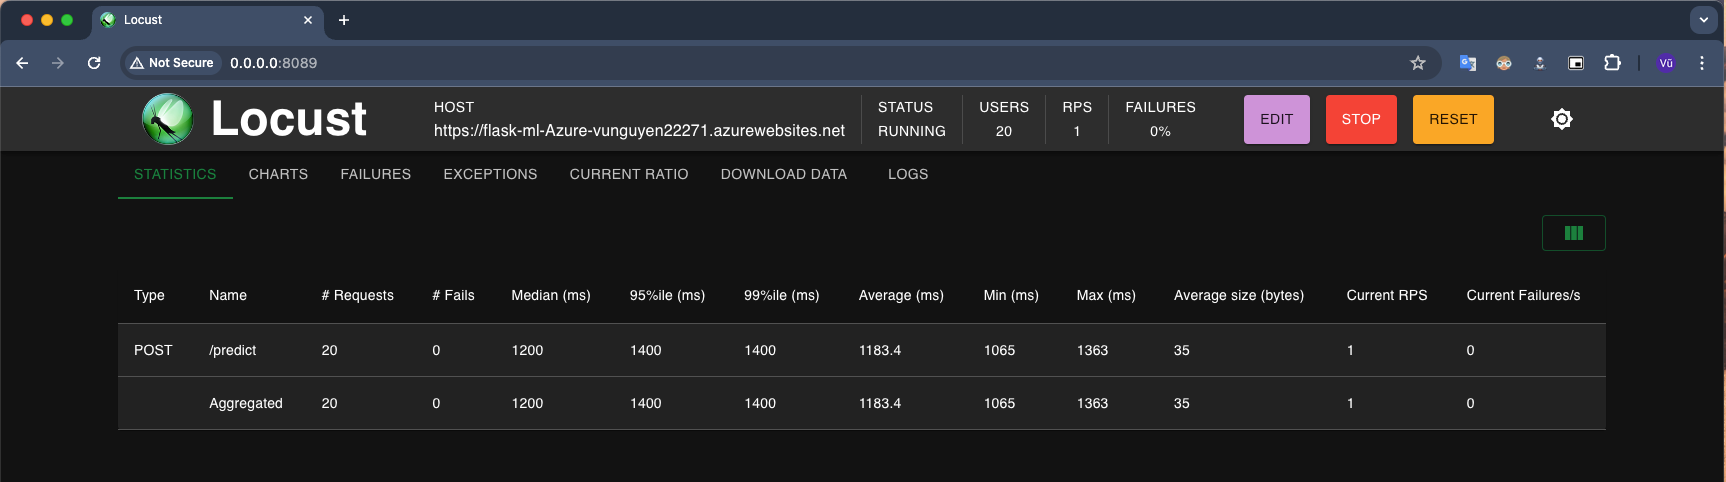 Locust
Not Secure 0.0.0.0:8089
Vũ
Locust
HOST
https://flask-ml-Azure-vunguyen22271.azurewebsites.net
STATUS
RUNNING
USERS
20
RPS
1
FAILURES
0%
EDIT
STOP
RESET
STATISTICS CHARTS FAILURES EXCEPTIONS CURRENT RATIO DOWNLOAD DATA LOGS
Type Name # Requests # Fails Median (ms) 95%ile (ms) 99%ile (ms) Average (ms) Min (ms) Max (ms) Average size (bytes) Current RPS Current Failures/s
POST /predict 20 0 1200 1400 1400 1183.4 1065 1363 35 1 0
Aggregated 20 0 1200 1400 1400 1183.4 1065 1363 35 1 0